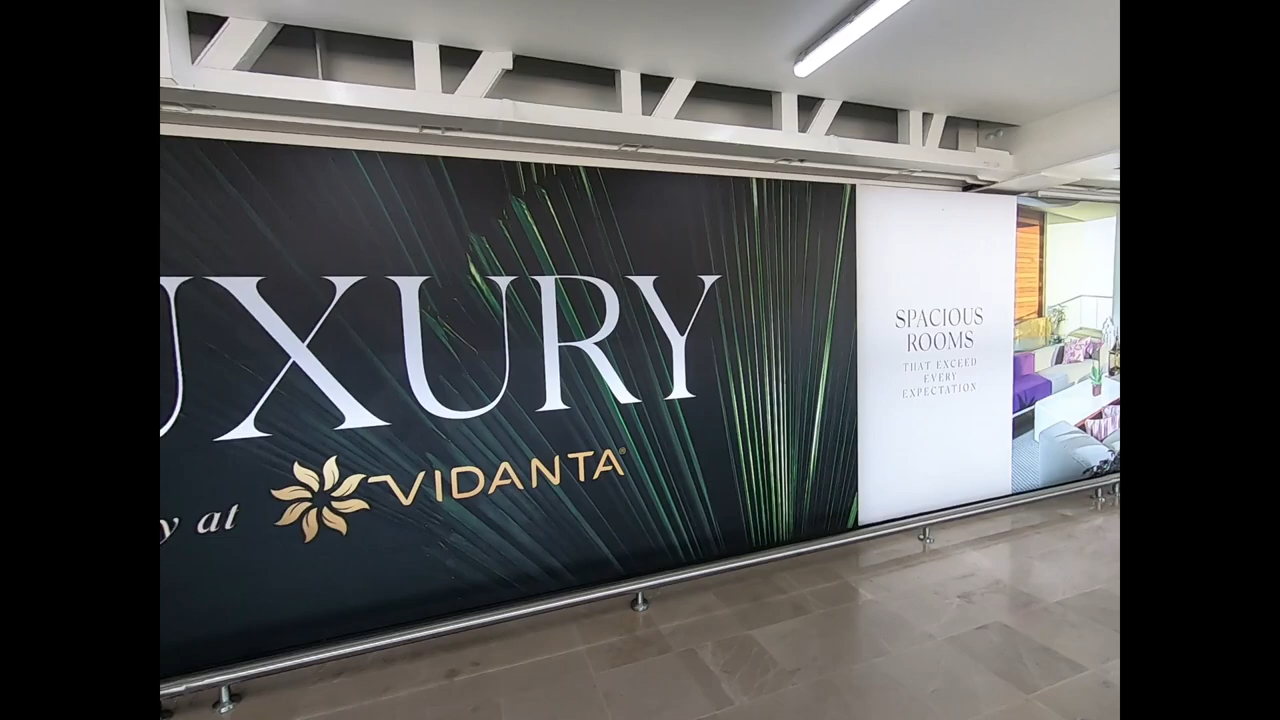 UXURY
y at VIDANTA®
SPACIOUS
ROOMS
THAT EXCEED
EVERY
EXPECTATION